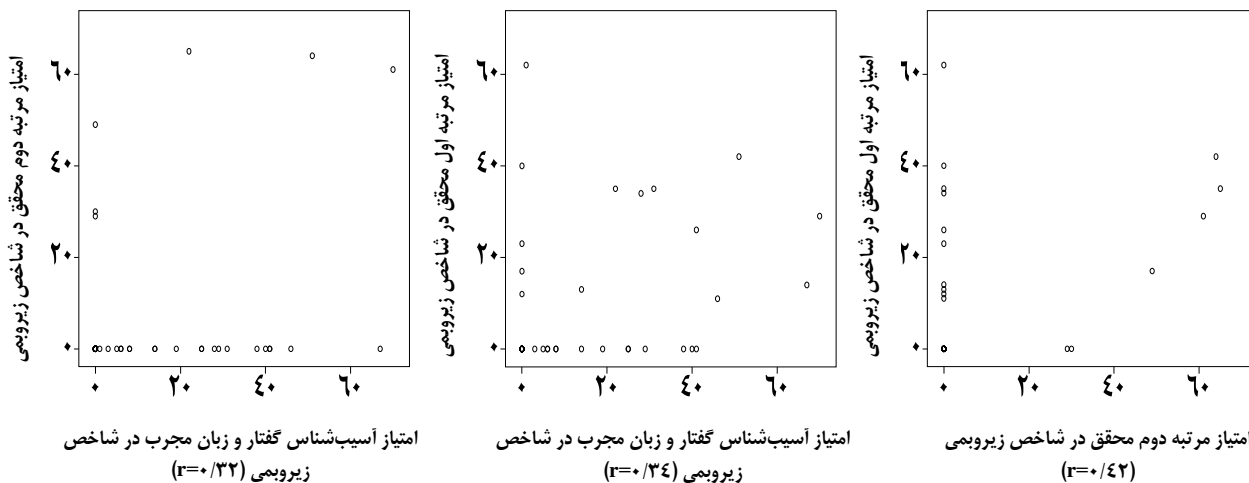 امتیاز مرتبه دوم محقق در شاخص زیروبمی
۶۰
۴۰
۲۰
۰
۰ ۲۰ ۴۰ ۶۰
امتیاز آسیب‌شناس گفتار و زبان مجرب در شاخص
زیروبمی (r=۰/۳۲)
امتیاز مرتبه اول محقق در شاخص زیروبمی
۶۰
۴۰
۲۰
۰
۰ ۲۰ ۴۰ ۶۰
امتیاز آسیب‌شناس گفتار و زبان مجرب در شاخص
زیروبمی (r=۰/۳٤)
امتیاز مرتبه اول محقق در شاخص زیروبمی
۶۰
۴۰
۲۰
۰
۰ ۲۰ ۴۰ ۶۰
امتیاز مرتبه دوم محقق در شاخص زیروبمی
(r=۰/٤۲)